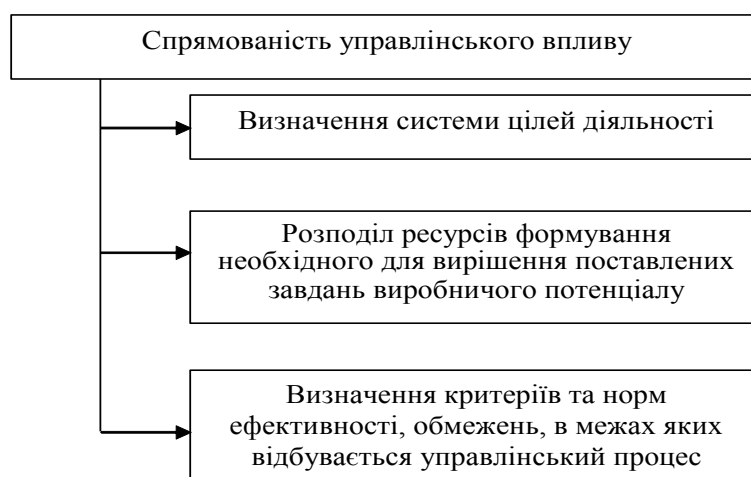 Спрямованість управлінського впливу
Визначення системи цілей діяльності
Розподіл ресурсів формування
необхідного для вирішення поставлених
завдань виробничого потенціалу
Визначення критеріїв та норм
ефективності, обмежень, в межах яких
відбувається управлінський процес